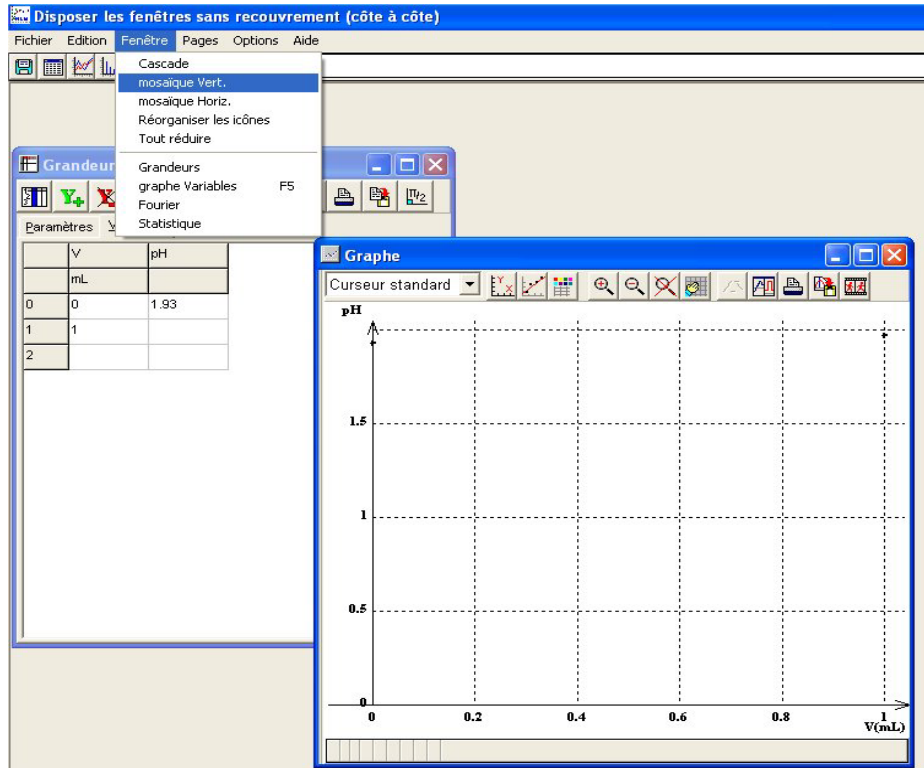 Disposer les fenêtres sans recouvrement (côte à côte)
Fichier Edition Fenêtre Pages Options Aide
Cascade
mosaïque Vert.
mosaïque Horiz.
Réorganiser les icônes
Tout réduire
Grandeurs
graphe Variables F5
Fourier
Statistique
Grandeur
Paramètres
V pH
mL
0 0 1.93
1 1
2
Graphe
Curseur standard
pH
1.5
1
0.5
0
0 0.2 0.4 0.6 0.8 1
V(mL)